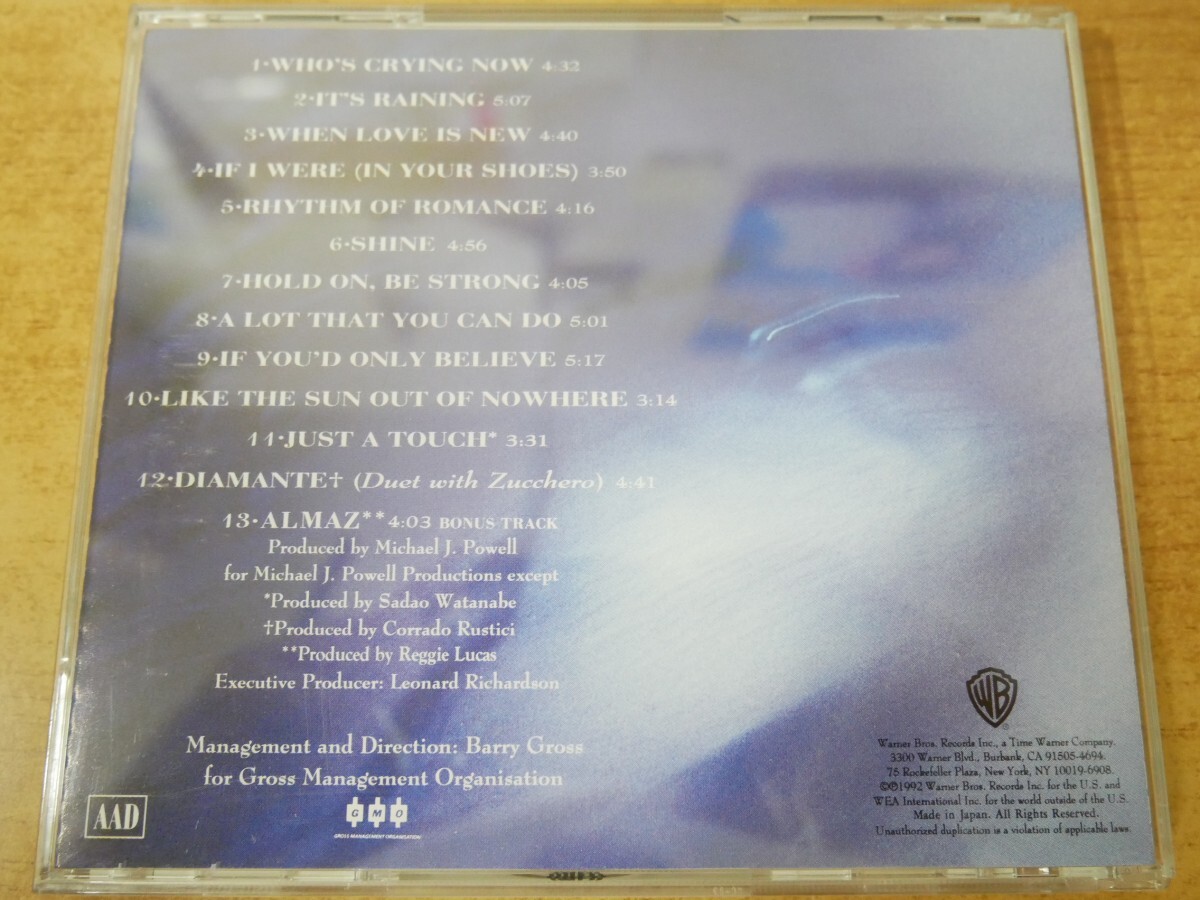 1·WHO'S CRYING NOW 4:32
2·IT'S RAINING 5:07
3·WHEN LOVE IS NEW 4:40
4·IF I WERE (IN YOUR SHOES) 3:50
5·RHYTHM OF ROMANCE 4:16
6·SHINE 4:56
7·HOLD ON, BE STRONG 4:05
8·A LOT THAT YOU CAN DO 5:01
9·IF YOU'D ONLY BELIEVE 5:17
10·LIKE THE SUN OUT OF NOWHERE 3:14
11·JUST A TOUCH* 3:31
12·DIAMANTE† (Duet with Zucchero) 4:41
13·ALMAZ** 4:03 BONUS TRACK
Produced by Michael J. Powell
for Michael J. Powell Productions except
*Produced by Sadao Watanabe
†Produced by Corrado Rustici
**Produced by Reggie Lucas
Executive Producer: Leonard Richardson
Management and Direction: Barry Gross
for Gross Management Organisation
AAD
GMO
GROSS MANAGEMENT ORGANISATION
WB
Warner Bros. Records Inc., a Time Warner Company.
3300 Warner Blvd., Burbank, CA 91505-4694.
75 Rockefeller Plaza, New York, NY 10019-6908.
©℗1992 Warner Bros. Records Inc. for the U.S. and
WEA International Inc. for the world outside of the U.S.
Made in Japan. All Rights Reserved.
Unauthorized duplication is a violation of applicable laws.